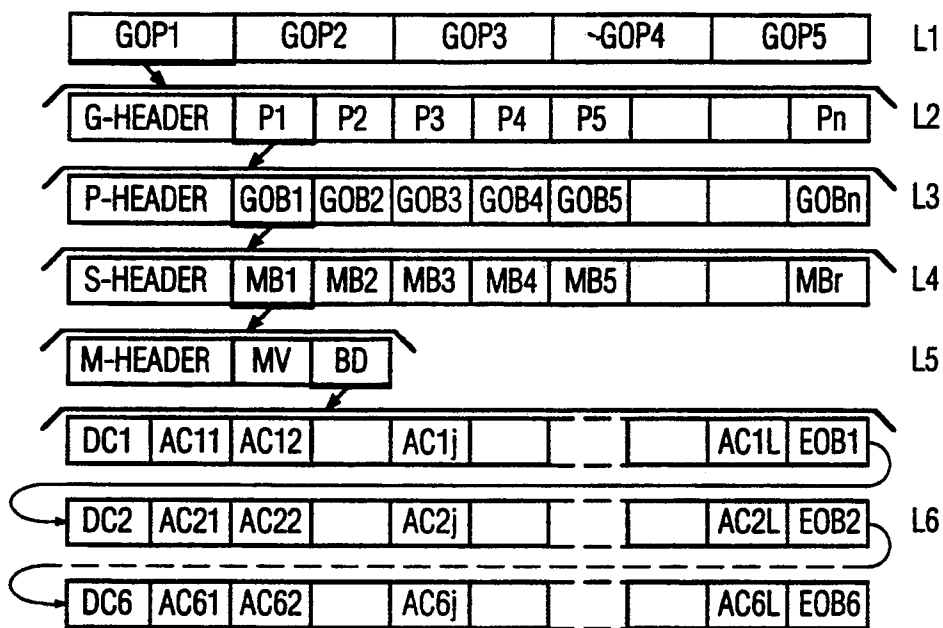 GOP1 GOP2 GOP3 ~GOP4 GOP5 L1
G-HEADER P1 P2 P3 P4 P5 Pn L2
P-HEADER GOB1 GOB2 GOB3 GOB4 GOB5 GOBn L3
S-HEADER MB1 MB2 MB3 MB4 MB5 MBr L4
M-HEADER MV BD L5
DC1 AC11 AC12 AC1j AC1L EOB1
DC2 AC21 AC22 AC2j AC2L EOB2 L6
DC6 AC61 AC62 AC6j AC6L EOB6